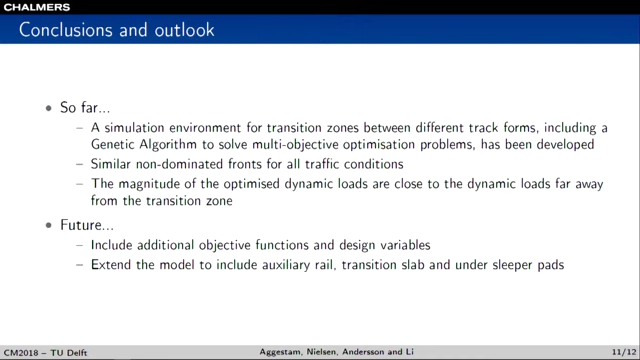 CHALMERS
Conclusions and outlook
• So far...
– A simulation environment for transition zones between different track forms, including a
Genetic Algorithm to solve multi-objective optimisation problems, has been developed
– Similar non-dominated fronts for all traffic conditions
– The magnitude of the optimised dynamic loads are close to the dynamic loads far away
from the transition zone
• Future...
– Include additional objective functions and design variables
– Extend the model to include auxiliary rail, transition slab and under sleeper pads
CM2018 – TU Delft
Aggestam, Nielsen, Andersson and Li
11/12